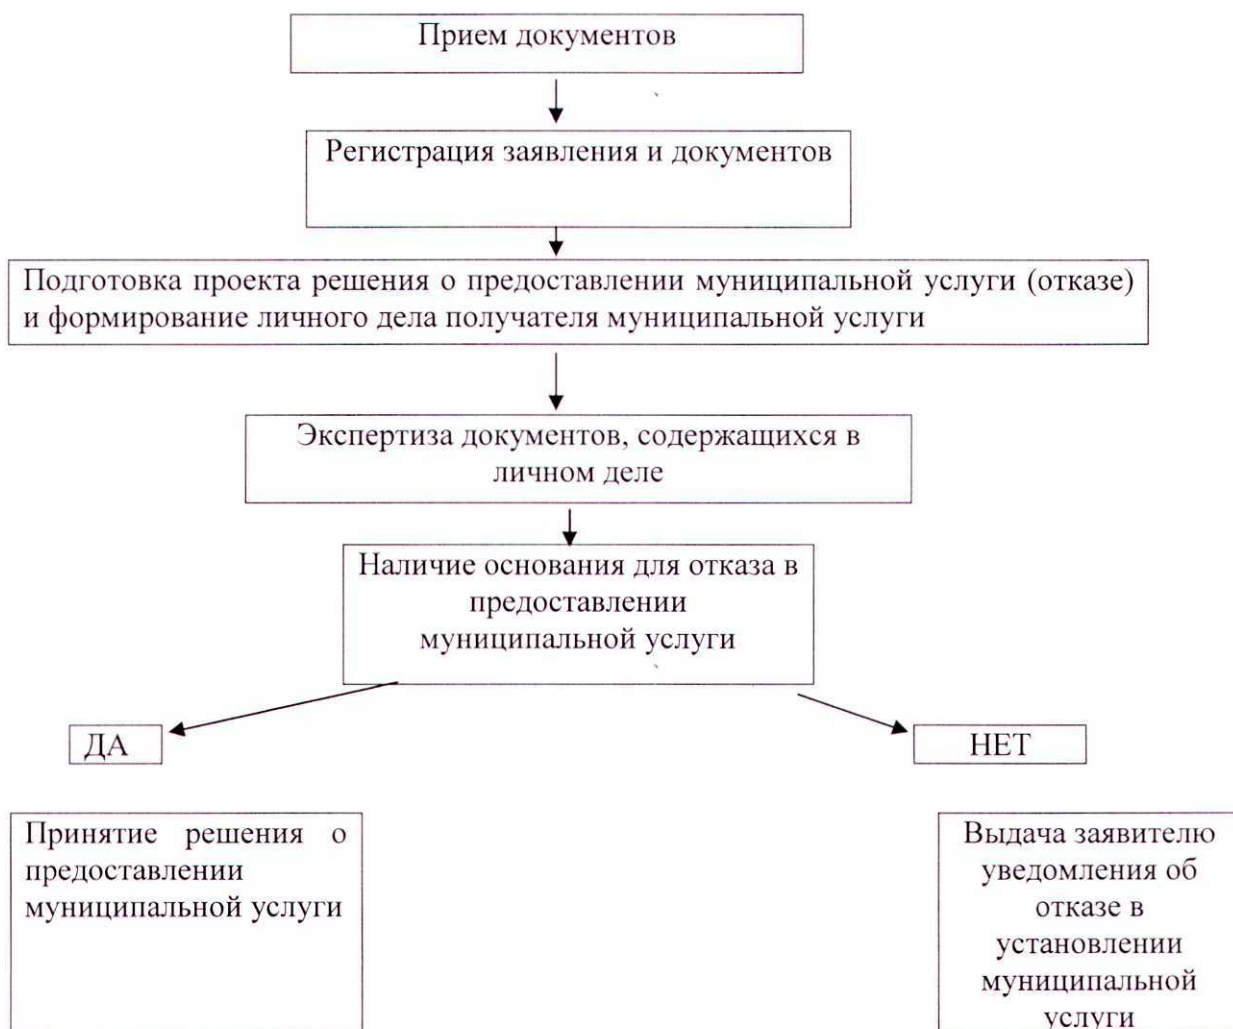 Прием документов
Регистрация заявления и документов
Подготовка проекта решения о предоставлении муниципальной услуги (отказе)
и формирование личного дела получателя муниципальной услуги
Экспертиза документов, содержащихся в
личном деле
Наличие основания для отказа в
предоставлении
муниципальной услуги
ДА
НЕТ
Принятие решения о
предоставлении
муниципальной услуги
Выдача заявителю
уведомления об
отказе в
установлении
муниципальной
услуги